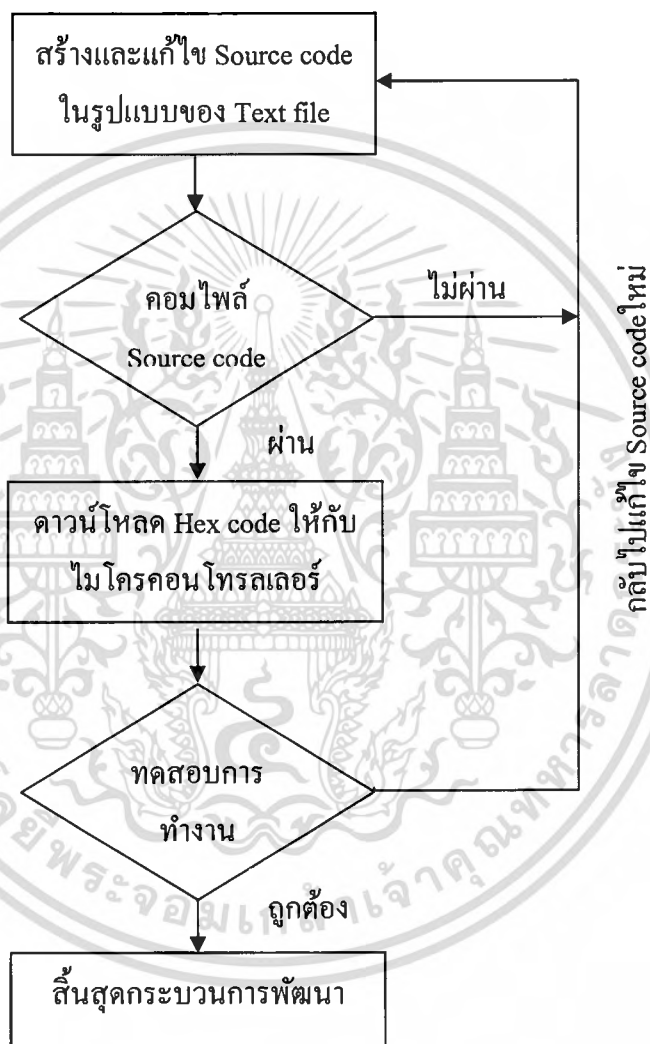 สร้างและแก้ไข Source code
ในรูปแบบของ Text file
คอมไพล์
Source code
ไม่ผ่าน
ผ่าน
กลับไปแก้ไข Source codeใหม่
ดาวน์โหลด Hex code ให้กับ
ไมโครคอนโทรลเลอร์
ทดสอบการ
ทำงาน
ถูกต้อง
สิ้นสุดกระบวนการพัฒนา